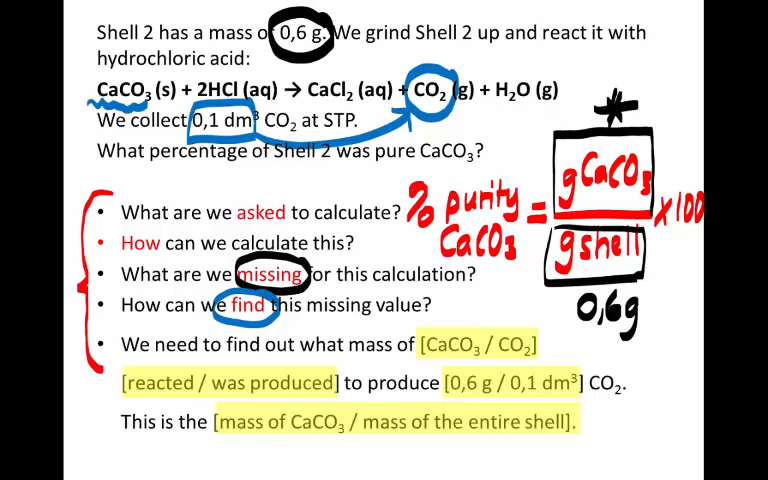 Shell 2 has a mass of 0,6 g. We grind Shell 2 up and react it with
hydrochloric acid:
CaCO₃ (s) + 2HCl (aq) → CaCl₂ (aq) + CO₂ (g) + H₂O (g)
We collect 0,1 dm³ CO₂ at STP.
What percentage of Shell 2 was pure CaCO₃?
• What are we asked to calculate?
• How can we calculate this?
• What are we missing for this calculation?
• How can we find this missing value?
% purity
CaCO₃
=
*
g CaCO₃
g shell
× 100
0,6g
• We need to find out what mass of [CaCO₃ / CO₂]
[reacted / was produced] to produce [0,6 g / 0,1 dm³] CO₂.
This is the [mass of CaCO₃ / mass of the entire shell].